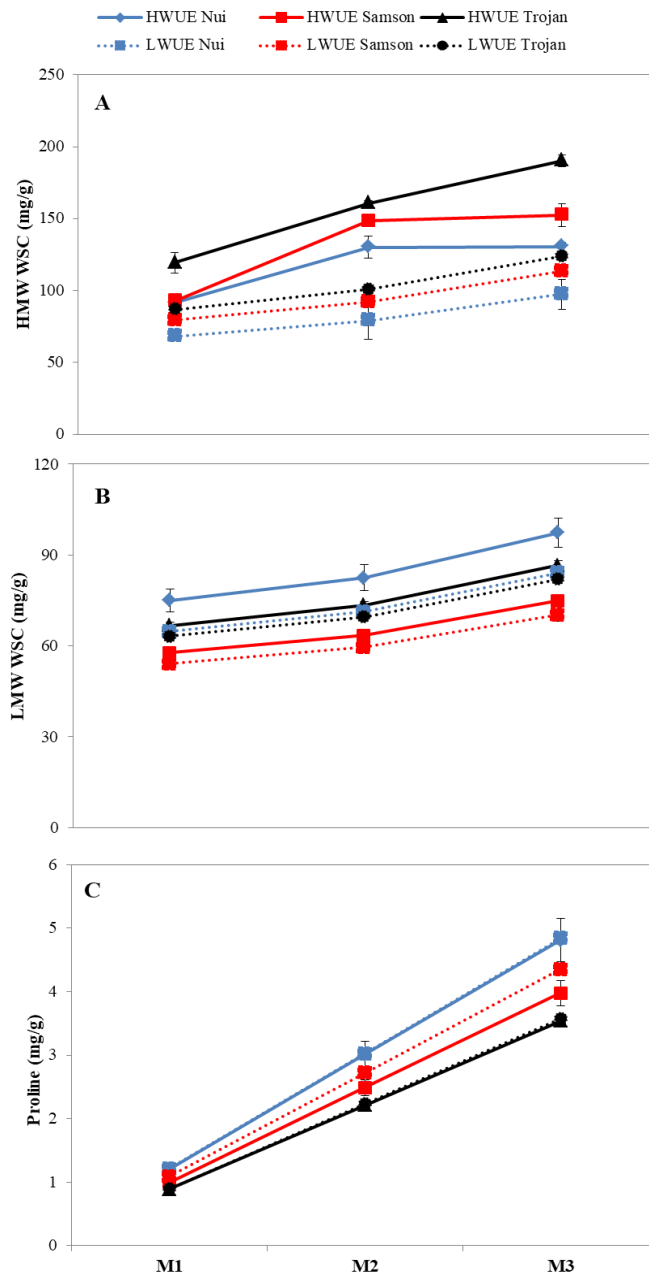 HWUE Nui HWUE Samson HWUE Trojan
LWUE Nui LWUE Samson LWUE Trojan
250
A
200
150
100
50
0
HMW WSC (mg/g)
120
B
90
60
30
0
LMW WSC (mg/g)
6
C
5
4
3
2
1
0
Proline (mg/g)
M1 M2 M3